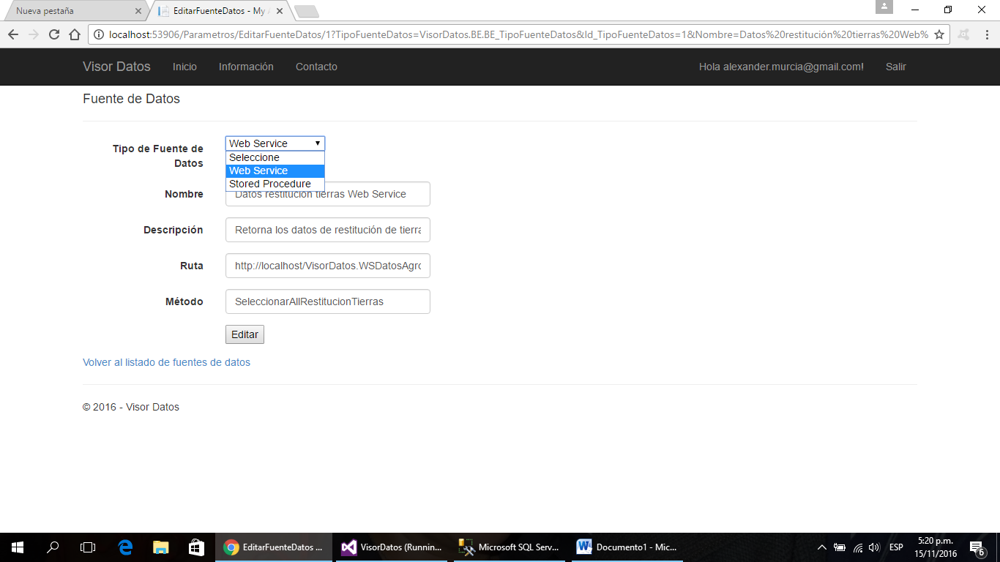 Nueva pestaña
EditarFuenteDatos - My A
localhost:53906/Parametros/EditarFuenteDatos/1?TipoFuenteDatos=VisorDatos.BE.BE_TipoFuenteDatos&Id_TipoFuenteDatos=1&Nombre=Datos%20restitución%20tierras%20Web%
Visor Datos Inicio Información Contacto Hola alexander.murcia@gmail.com! Salir
Fuente de Datos
Tipo de Fuente de Datos
Web Service
Seleccione
Web Service
Stored Procedure
Nombre
Datos restitución tierras Web Service
Descripción
Retorna los datos de restitución de tierra
Ruta
http://localhost/VisorDatos.WSDatosAgro
Método
SeleccionarAllRestitucionTierras
Editar
Volver al listado de fuentes de datos
© 2016 - Visor Datos
EditarFuenteDatos ...
VisorDatos (Runnin...
Microsoft SQL Serv...
Documento1 - Mic...
ESP
5:20 p.m.
15/11/2016
6